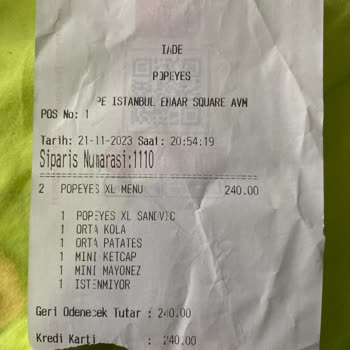 IADE
POPEYES
PE ISTANBUL EMAAR SQUARE AVM
POS No: 1
Tarih: 21-11-2023 Saat: 20:54:19
Siparis Numarasi:1110
2 POPEYES XL MENU 240.00
1 POPEYES XL SANDVIC
1 ORTA KOLA
1 ORTA PATATES
1 MINI KETCAP
1 MINI MAYONEZ
1 ISTENMIYOR
Geri Odenecek Tutar : 240.00
Kredi Karti : 240.00